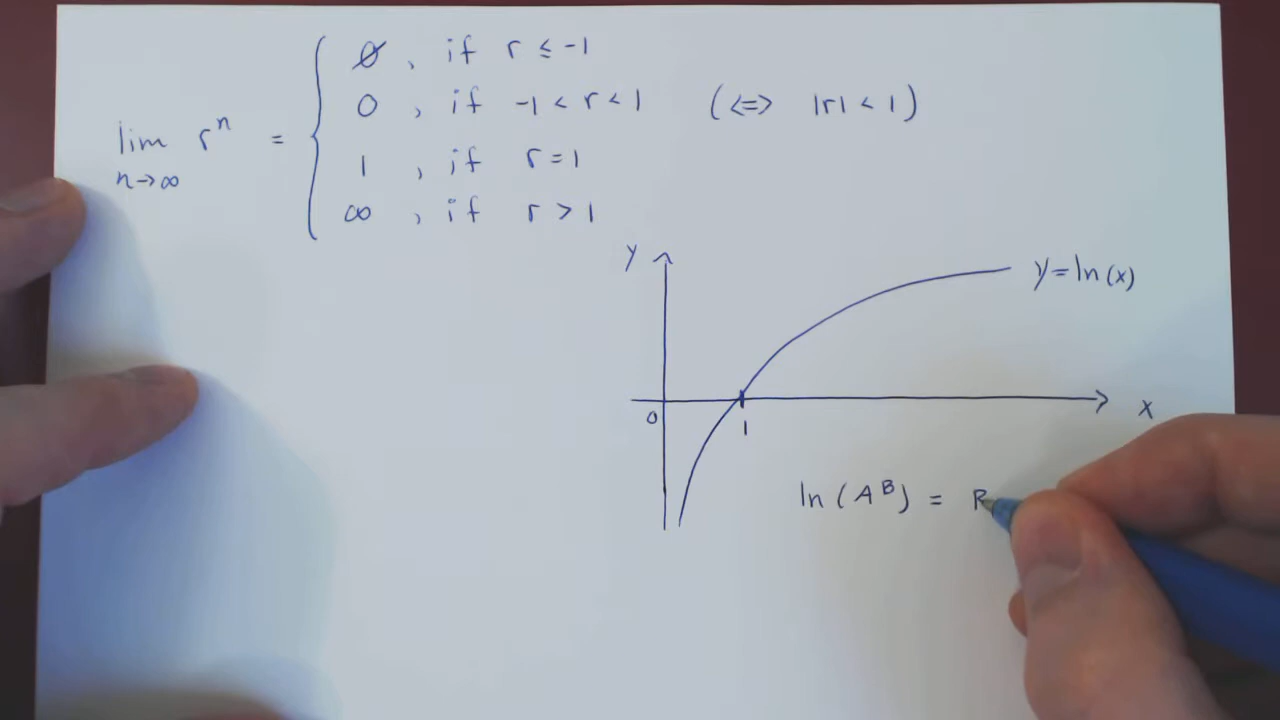 lim r^n =
n→∞
∅ , if r ≤ -1
0 , if -1 < r < 1 (⟺ |r| < 1)
1 , if r = 1
∞ , if r > 1
y
y = ln(x)
0
1
x
ln(A^B) =